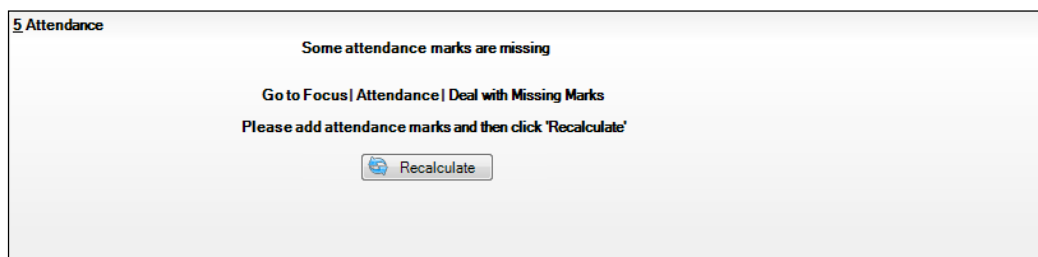 5 Attendance
Some attendance marks are missing
Go to Focus| Attendance| Deal with Missing Marks
Please add attendance marks and then click 'Recalculate'
Recalculate